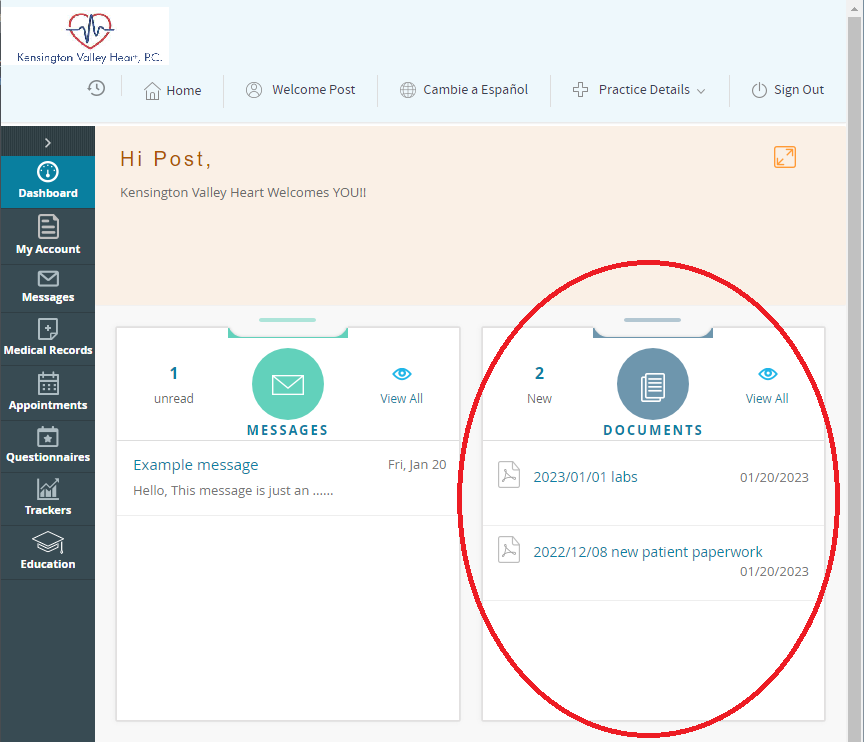 Kensington Valley Heart, P.C.
Home
Welcome Post
Cambie a Español
Practice Details
Sign Out
Dashboard
My Account
Messages
Medical Records
Appointments
Questionnaires
Trackers
Education
Hi Post,
Kensington Valley Heart Welcomes YOU!!
1
unread
MESSAGES
View All
Example message
Fri, Jan 20
Hello, This message is just an ......
2
New
DOCUMENTS
View All
2023/01/01 labs
01/20/2023
2022/12/08 new patient paperwork
01/20/2023